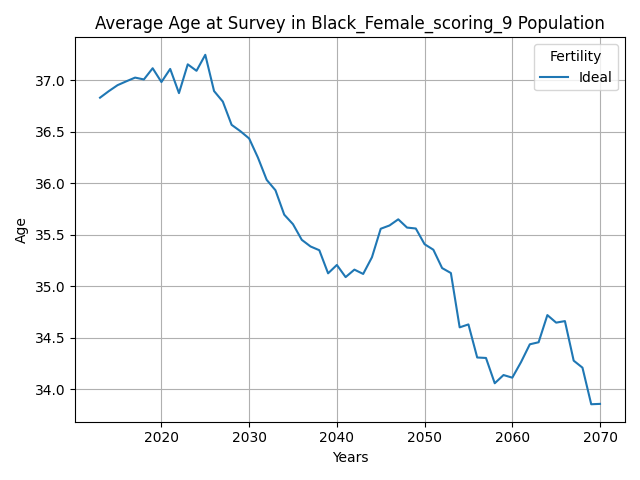 Average Age at Survey in Black_Female_scoring_9 Population
Fertility
Ideal
Age
37.0
36.5
36.0
35.5
35.0
34.5
34.0
2020 2030 2040 2050 2060 2070
Years